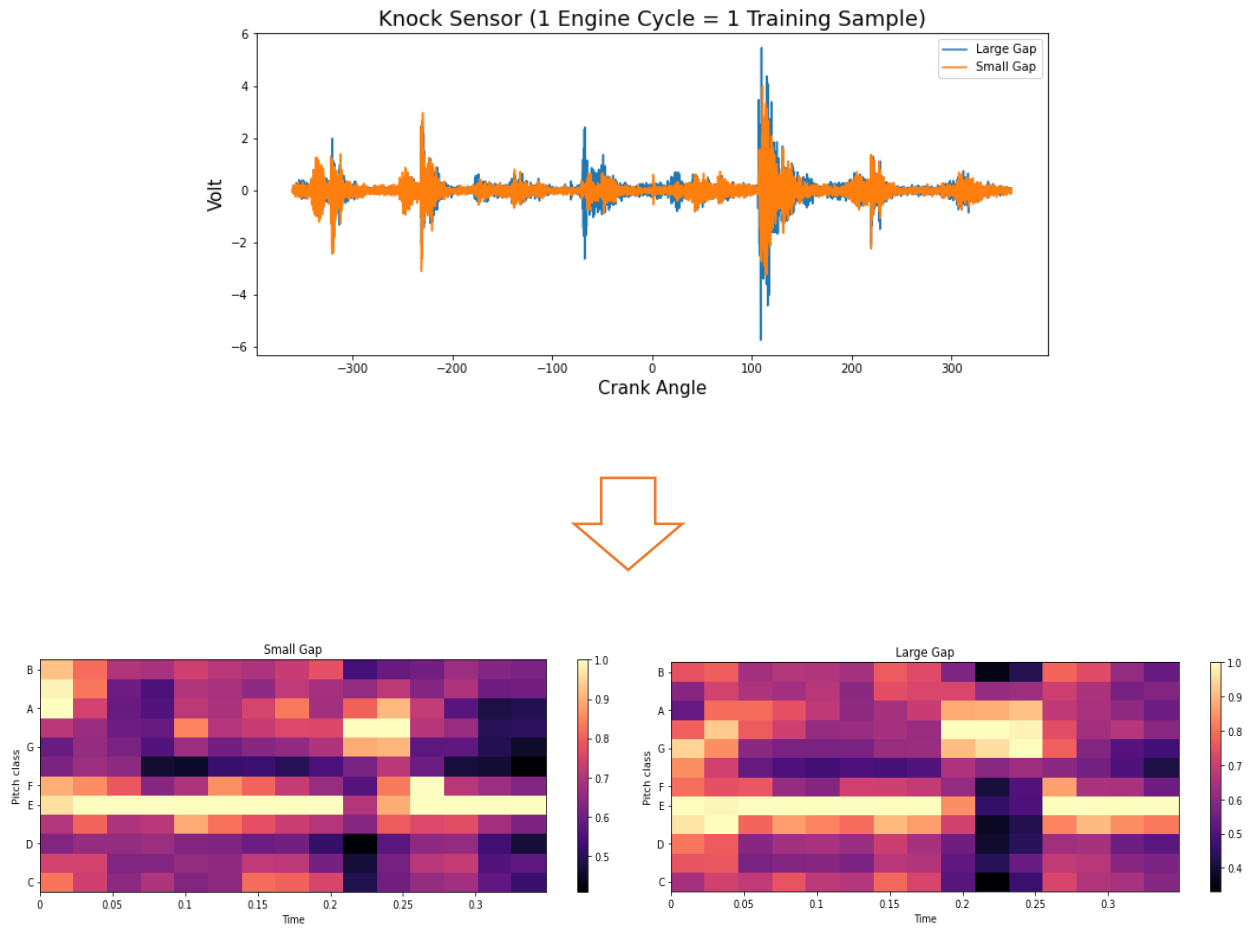 Knock Sensor (1 Engine Cycle = 1 Training Sample)
Large Gap
Small Gap
6
4
2
0
−2
−4
−6
Volt
−300 −200 −100 0 100 200 300
Crank Angle
Small Gap
B
A
G
F
E
D
C
Pitch class
0 0.05 0.1 0.15 0.2 0.25 0.3
Time
1.0
0.9
0.8
0.7
0.6
0.5
Large Gap
B
A
G
F
E
D
C
Pitch class
0 0.05 0.1 0.15 0.2 0.25 0.3
Time
1.0
0.9
0.8
0.7
0.6
0.5
0.4